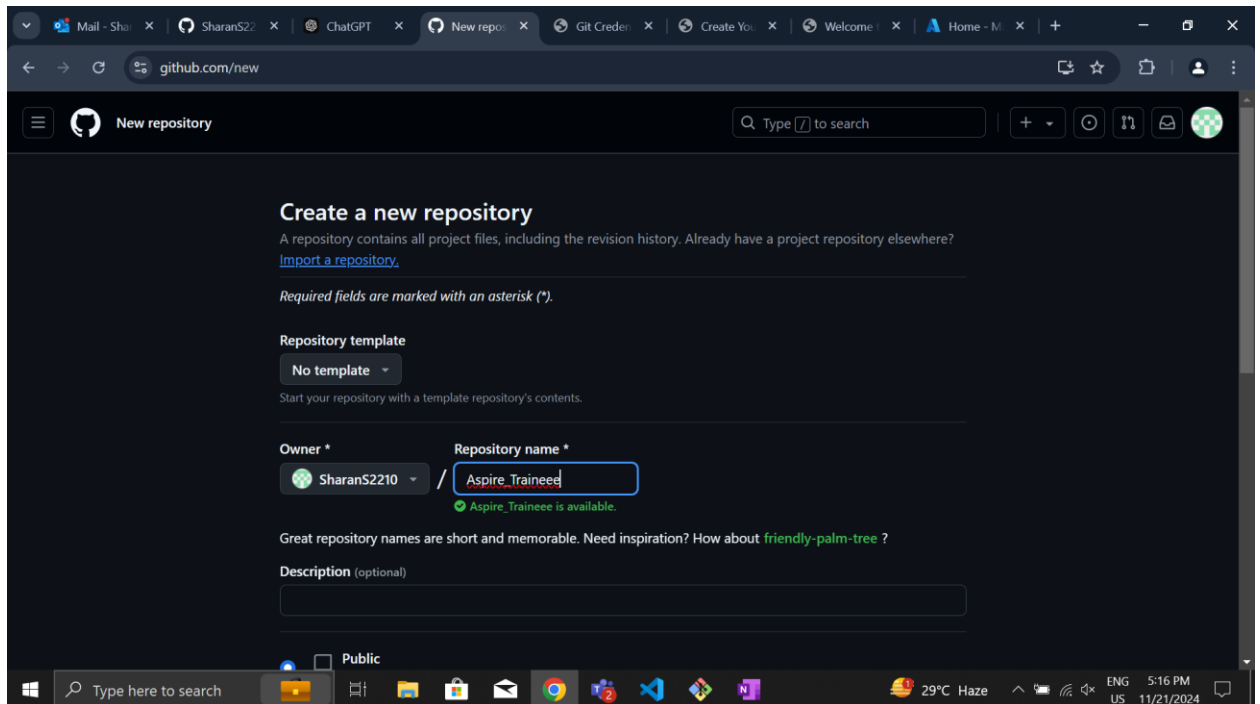 Mail - Shar
SharanS22
ChatGPT
New repos
Git Creden
Create You
Welcome t
Home - M
github.com/new
New repository
Type / to search
Create a new repository
A repository contains all project files, including the revision history. Already have a project repository elsewhere?
Import a repository.
Required fields are marked with an asterisk (*).
Repository template
No template
Start your repository with a template repository's contents.
Owner * Repository name *
SharanS2210 / Aspire_Traineee
Aspire_Traineee is available.
Great repository names are short and memorable. Need inspiration? How about friendly-palm-tree ?
Description (optional)
Public
Type here to search
2
N
1
29°C Haze
ENG
US
5:16 PM
11/21/2024